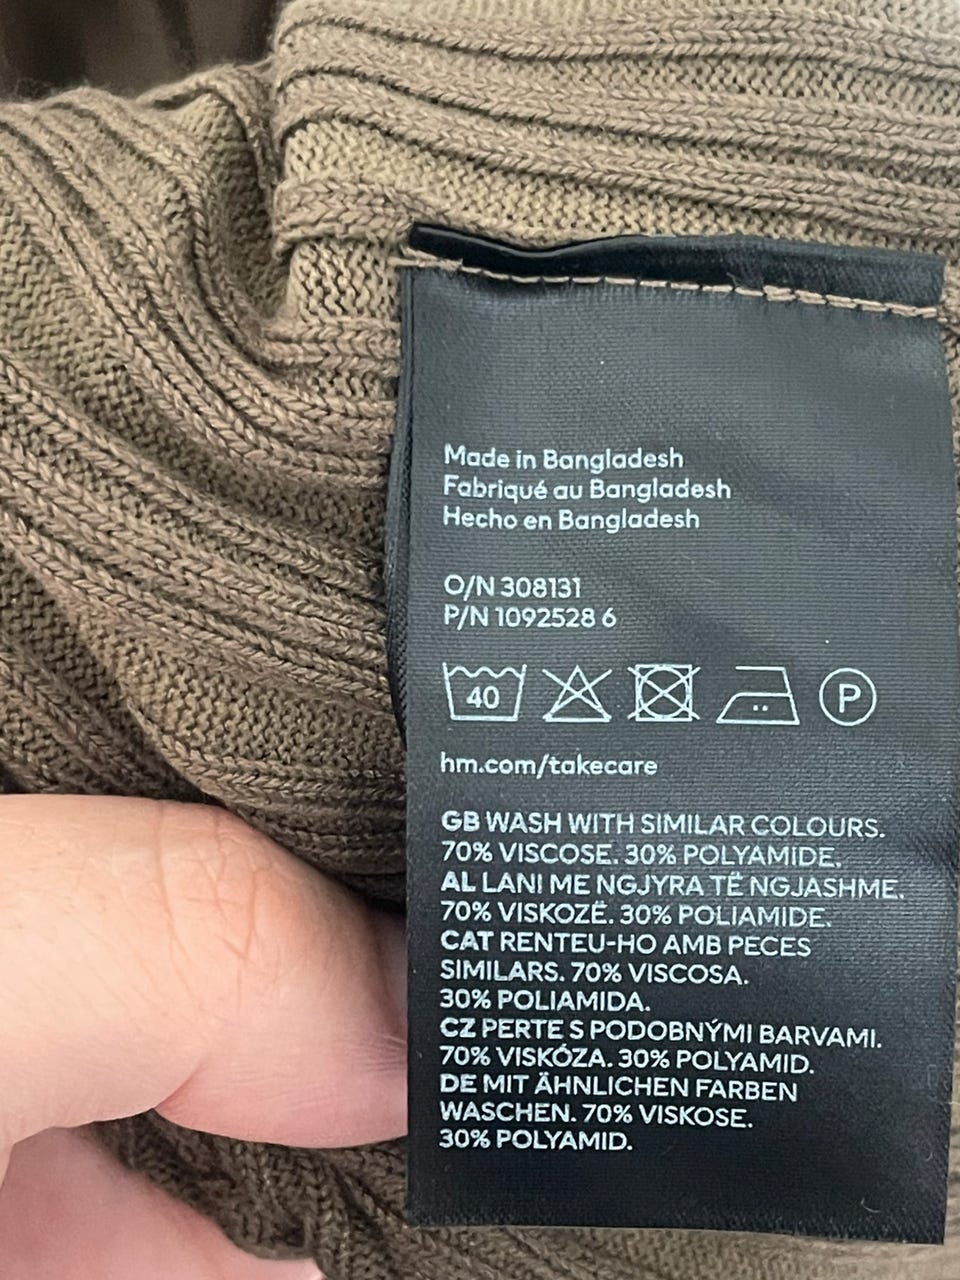 Made in Bangladesh
Fabriqué au Bangladesh
Hecho en Bangladesh
O/N 308131
P/N 1092528 6
40 P
hm.com/takecare
GB WASH WITH SIMILAR COLOURS.
70% VISCOSE. 30% POLYAMIDE.
AL LANI ME NGJYRA TË NGJASHME.
70% VISKOZË. 30% POLIAMIDE.
CAT RENTEU-HO AMB PECES
SIMILARS. 70% VISCOSA.
30% POLIAMIDA.
CZ PERTE S PODOBNÝMI BARVAMI.
70% VISKÓZA. 30% POLYAMID.
DE MIT ÄHNLICHEN FARBEN
WASCHEN. 70% VISKOSE.
30% POLYAMID.